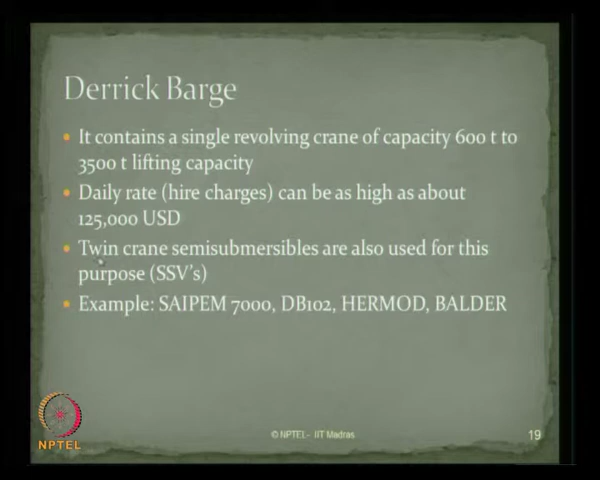 Derrick Barge
It contains a single revolving crane of capacity 600 t to
3500 t lifting capacity
Daily rate (hire charges) can be as high as about
125,000 USD
Twin crane semisubmersibles are also used for this
purpose (SSV's)
Example: SAIPEM 7000, DB102, HERMOD, BALDER
NPTEL
© NPTEL - IIT Madras
19